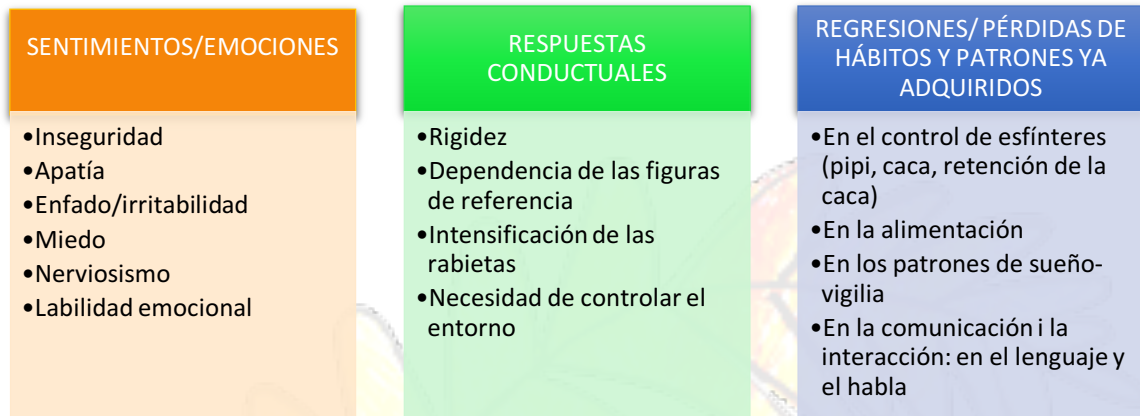 SENTIMIENTOS/EMOCIONES
•Inseguridad
•Apatía
•Enfado/irritabilidad
•Miedo
•Nerviosismo
•Labilidad emocional
RESPUESTAS
CONDUCTUALES
•Rigidez
•Dependencia de las figuras
de referencia
•Intensificación de las
rabietas
•Necesidad de controlar el
entorno
REGRESIONES/ PÉRDIDAS DE
HÁBITOS Y PATRONES YA
ADQUIRIDOS
•En el control de esfínteres
(pipi, caca, retención de la
caca)
•En la alimentación
•En los patrones de sueño-
vigilia
•En la comunicación i la
interacción: en el lenguaje y
el habla